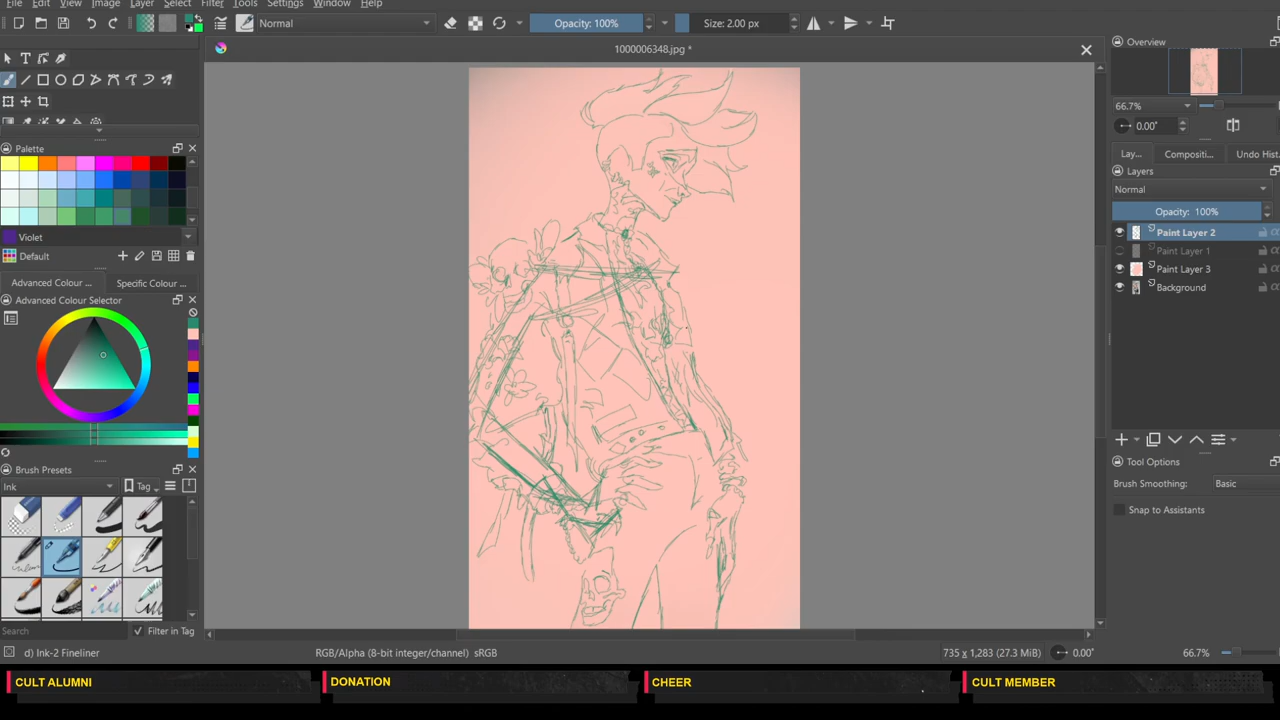 File Edit View Image Layer Select Filter Tools Settings Window Help
Normal
Opacity: 100%
Size: 2.00 px
1000006348.jpg *
Overview
66.7%
0.00°
Lay...
Compositi...
Undo Hist...
Layers
Normal
Opacity: 100%
Paint Layer 2
Paint Layer 1
Paint Layer 3
Background
Tool Options
Brush Smoothing:
Basic
Snap to Assistants
Palette
Violet
Default
Advanced Colour ...
Specific Colour ...
Advanced Colour Selector
Brush Presets
Ink
Tag
Search
Filter in Tag
d) Ink-2 Fineliner
RGB/Alpha (8-bit integer/channel) sRGB
735 x 1,283 (27.3 MiB)
0.00°
66.7%
CULT ALUMNI
DONATION
CHEER
CULT MEMBER